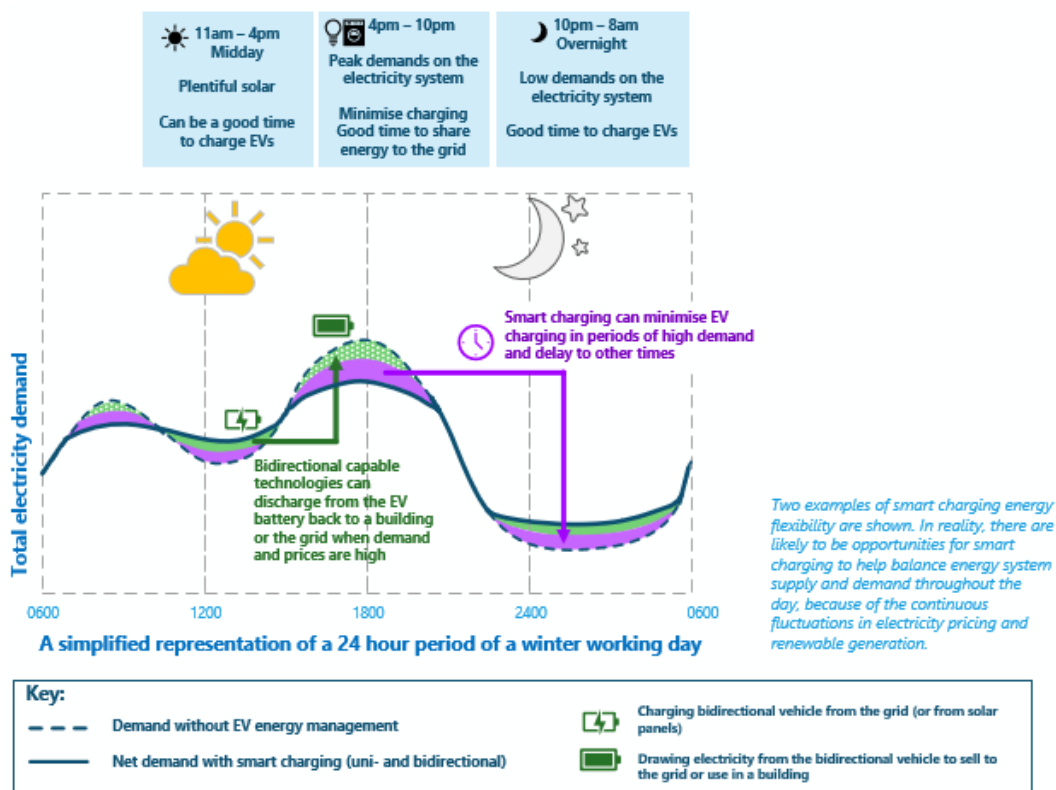 11am – 4pm
Midday
Plentiful solar
Can be a good time
to charge EVs
4pm – 10pm
Peak demands on the
electricity system
Minimise charging
Good time to share
energy to the grid
10pm – 8am
Overnight
Low demands on the
electricity system
Good time to charge EVs
Total electricity demand
Smart charging can minimise EV
charging in periods of high demand
and delay to other times
Bidirectional capable
technologies can
discharge from the EV
battery back to a building
or the grid when demand
and prices are high
0600
1200
1800
2400
0600
A simplified representation of a 24 hour period of a winter working day
Two examples of smart charging energy
flexibility are shown. In reality, there are
likely to be opportunities for smart
charging to help balance energy system
supply and demand throughout the
day, because of the continuous
fluctuations in electricity pricing and
renewable generation.
Key:
Demand without EV energy management
Net demand with smart charging (uni- and bidirectional)
Charging bidirectional vehicle from the grid (or from solar
panels)
Drawing electricity from the bidirectional vehicle to sell to
the grid or use in a building